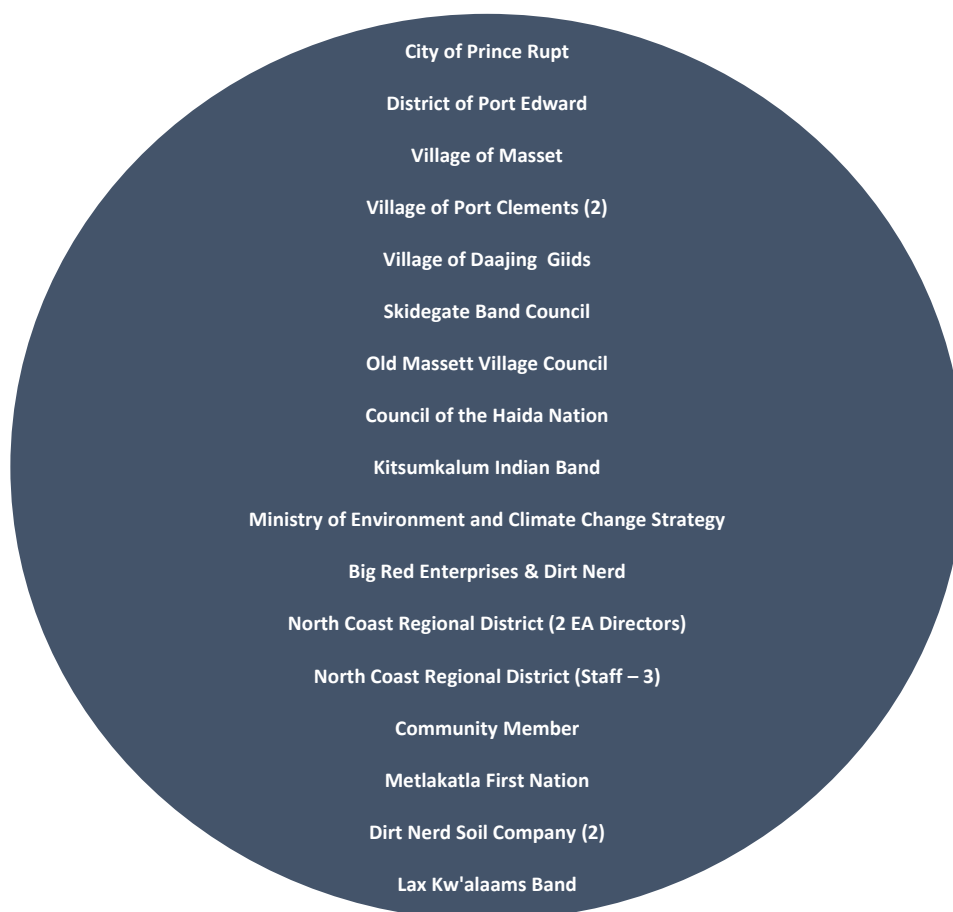 City of Prince Rupt
District of Port Edward
Village of Masset
Village of Port Clements (2)
Village of Daajing  Giids
Skidegate Band Council
Old Massett Village Council
Council of the Haida Nation
Kitsumkalum Indian Band
Ministry of Environment and Climate Change Strategy
Big Red Enterprises & Dirt Nerd
North Coast Regional District (2 EA Directors)
North Coast Regional District (Staff – 3)
Community Member
Metlakatla First Nation
Dirt Nerd Soil Company (2)
Lax Kw'alaams Band